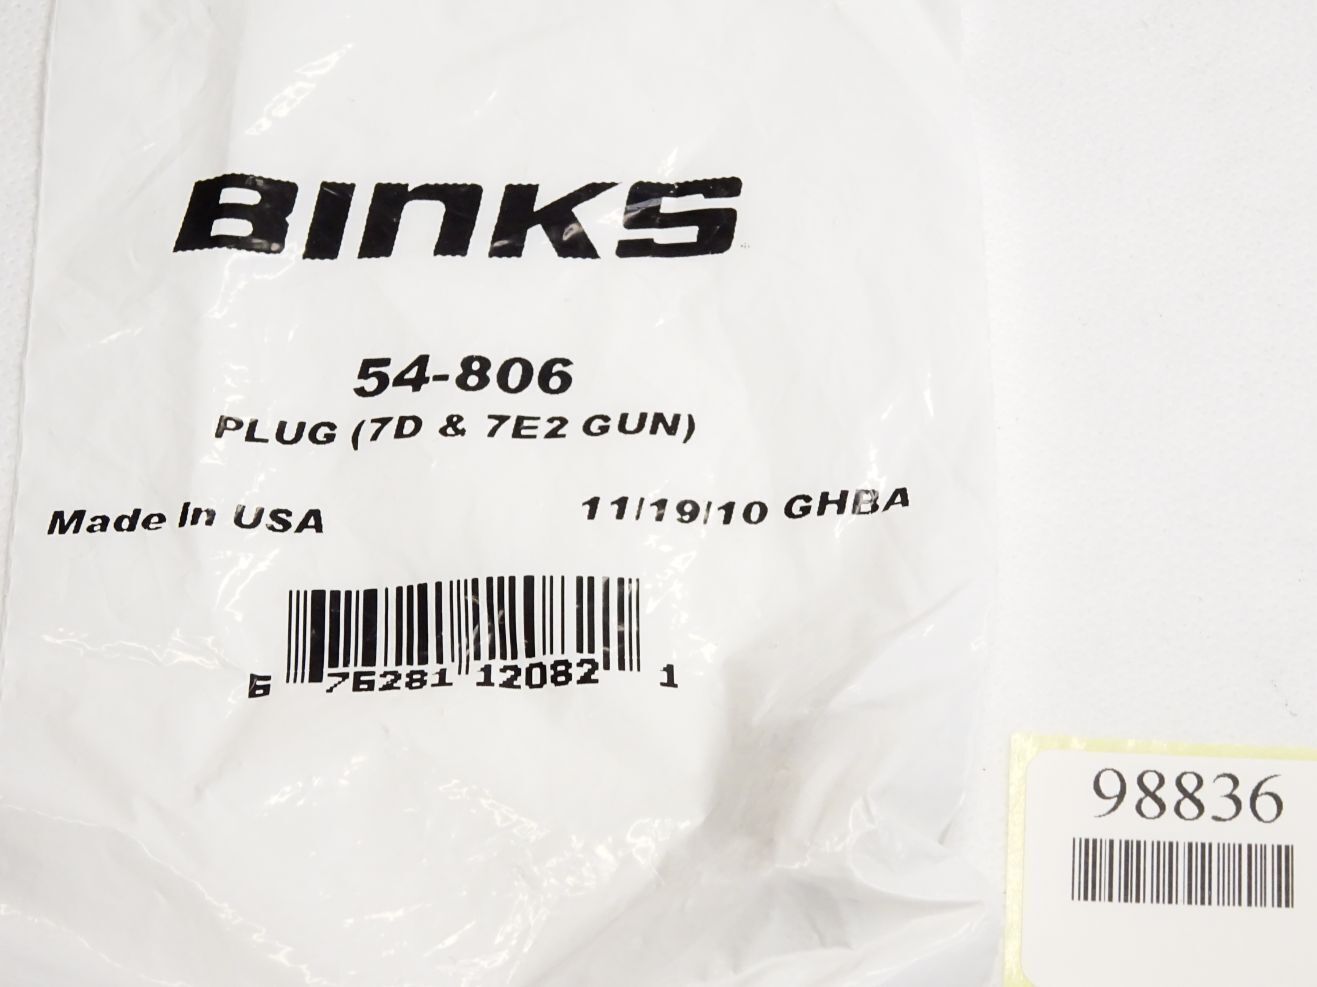 BINKS
54-806
PLUG (7D & 7E2 GUN)
Made In USA
11/19/10 GHBA
6 76281 12082 1
98836